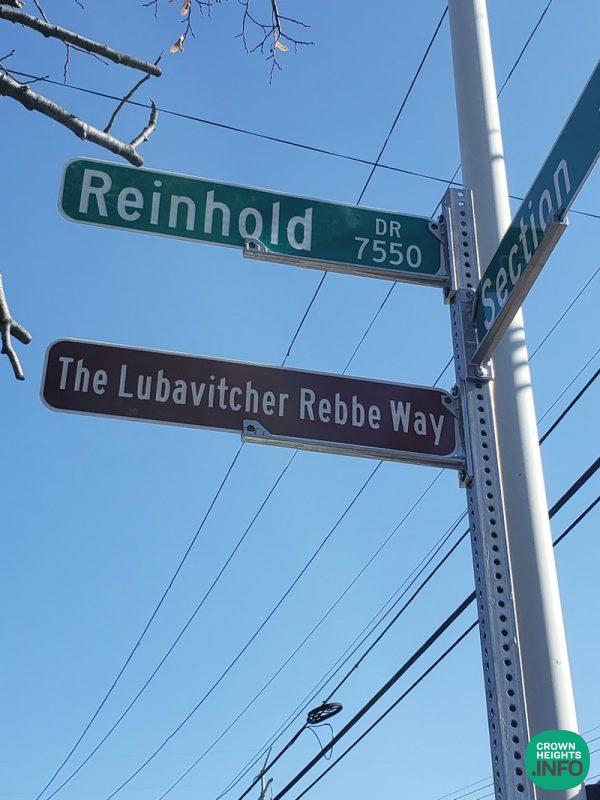 Reinhold DR
7550
Section
The Lubavitcher Rebbe Way
CROWN
HEIGHTS
.INFO